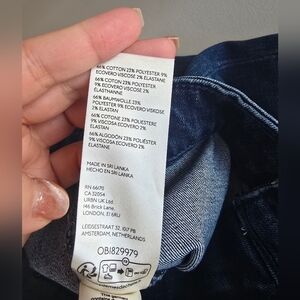 66% COTTON 23% POLYESTER 9%
ECOVERO VISCOSE 2% ELASTANE
66% COTON 23% POLYESTER 9%
ECOVERO VISCOSE 2%
ELASTHANNE
66% BAUMWOLLE 23%
POLYESTER 9% ECOVERO VISKOSE
2% ELASTAN
66% COTONE 23% POLIESTERE
9% VISCOSA ECOVERO 2%
ELASTAN
66% ALGODÓN 23% POLIÉSTER
9% VISCOSA ECOVERO 2%
ELASTÁN
MADE IN SRI LANKA
HECHO EN SRI LANKA
RN 66170
CA 32054
URBN UK Ltd.
146 Brick Lane,
LONDON, E1 6RU
LEIDSESTRAAT 32, 1017 PB
AMSTERDAM, NETHERLANDS
OB1829979